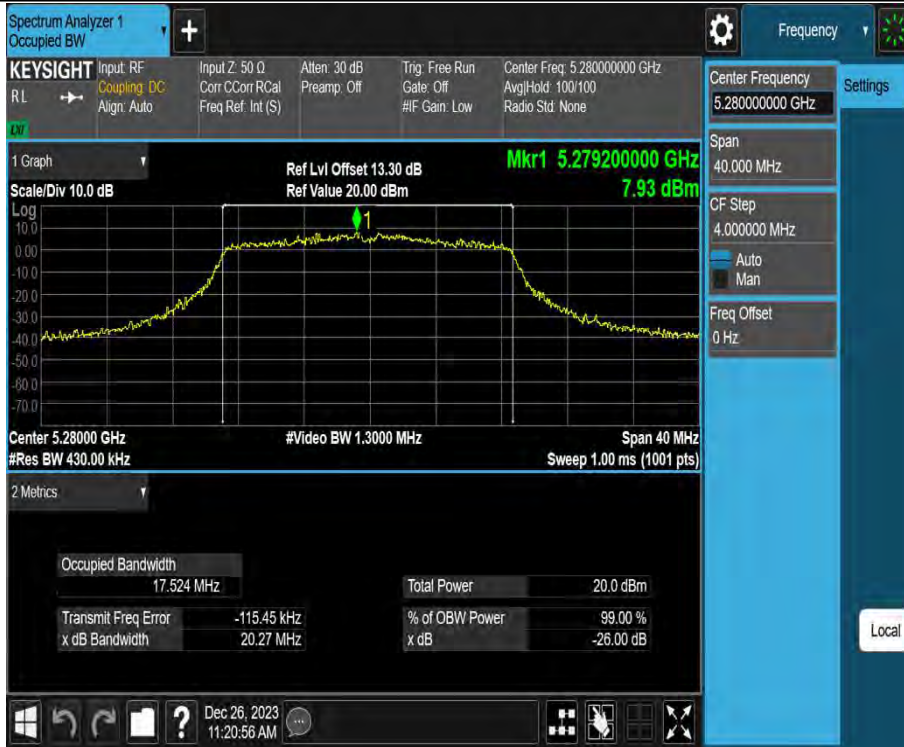 Spectrum Analyzer 1
Occupied BW
+
Frequency
KEYSIGHT
RL
LXI
Input: RF
Coupling: DC
Align: Auto
Input Z: 50 Ω
Corr CCorr RCal
Freq Ref: Int (S)
Atten: 30 dB
Preamp: Off
Trig: Free Run
Gate: Off
#IF Gain: Low
Center Freq: 5.280000000 GHz
Avg|Hold: 100/100
Radio Std: None
Center Frequency
5.280000000 GHz
Settings
Span
40.000 MHz
CF Step
4.000000 MHz
Auto
Man
Freq Offset
0 Hz
Local
1 Graph
Scale/Div 10.0 dB
Ref Lvl Offset 13.30 dB
Ref Value 20.00 dBm
Mkr1 5.279200000 GHz
7.93 dBm
Log
1
10.0
0.00
-10.0
-20.0
-30.0
-40.0
-50.0
-60.0
-70.0
Center 5.28000 GHz
#Video BW 1.3000 MHz
Span 40 MHz
#Res BW 430.00 kHz
Sweep 1.00 ms (1001 pts)
2 Metrics
Occupied Bandwidth
17.524 MHz
Total Power 20.0 dBm
Transmit Freq Error -115.45 kHz
% of OBW Power 99.00 %
x dB Bandwidth 20.27 MHz
x dB -26.00 dB
?
Dec 26, 2023
11:20:56 AM